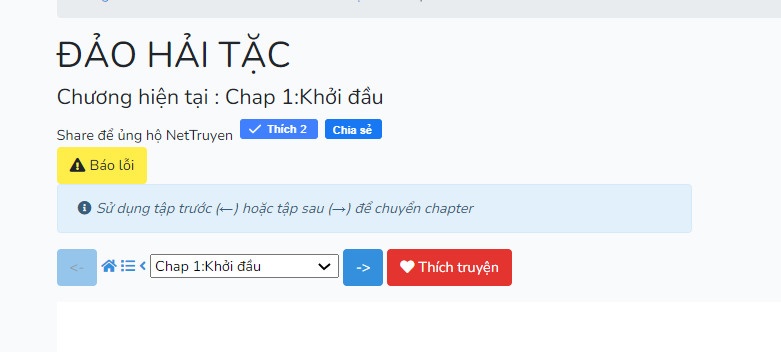 ĐẢO HẢI TẶC
Chương hiện tại : Chap 1:Khởi đầu
Share để ủng hộ NetTruyen Thích 2 Chia sẻ
Báo lỗi
Sử dụng tập trước (←) hoặc tập sau (→) để chuyển chapter
<- Chap 1:Khởi đầu -> Thích truyện